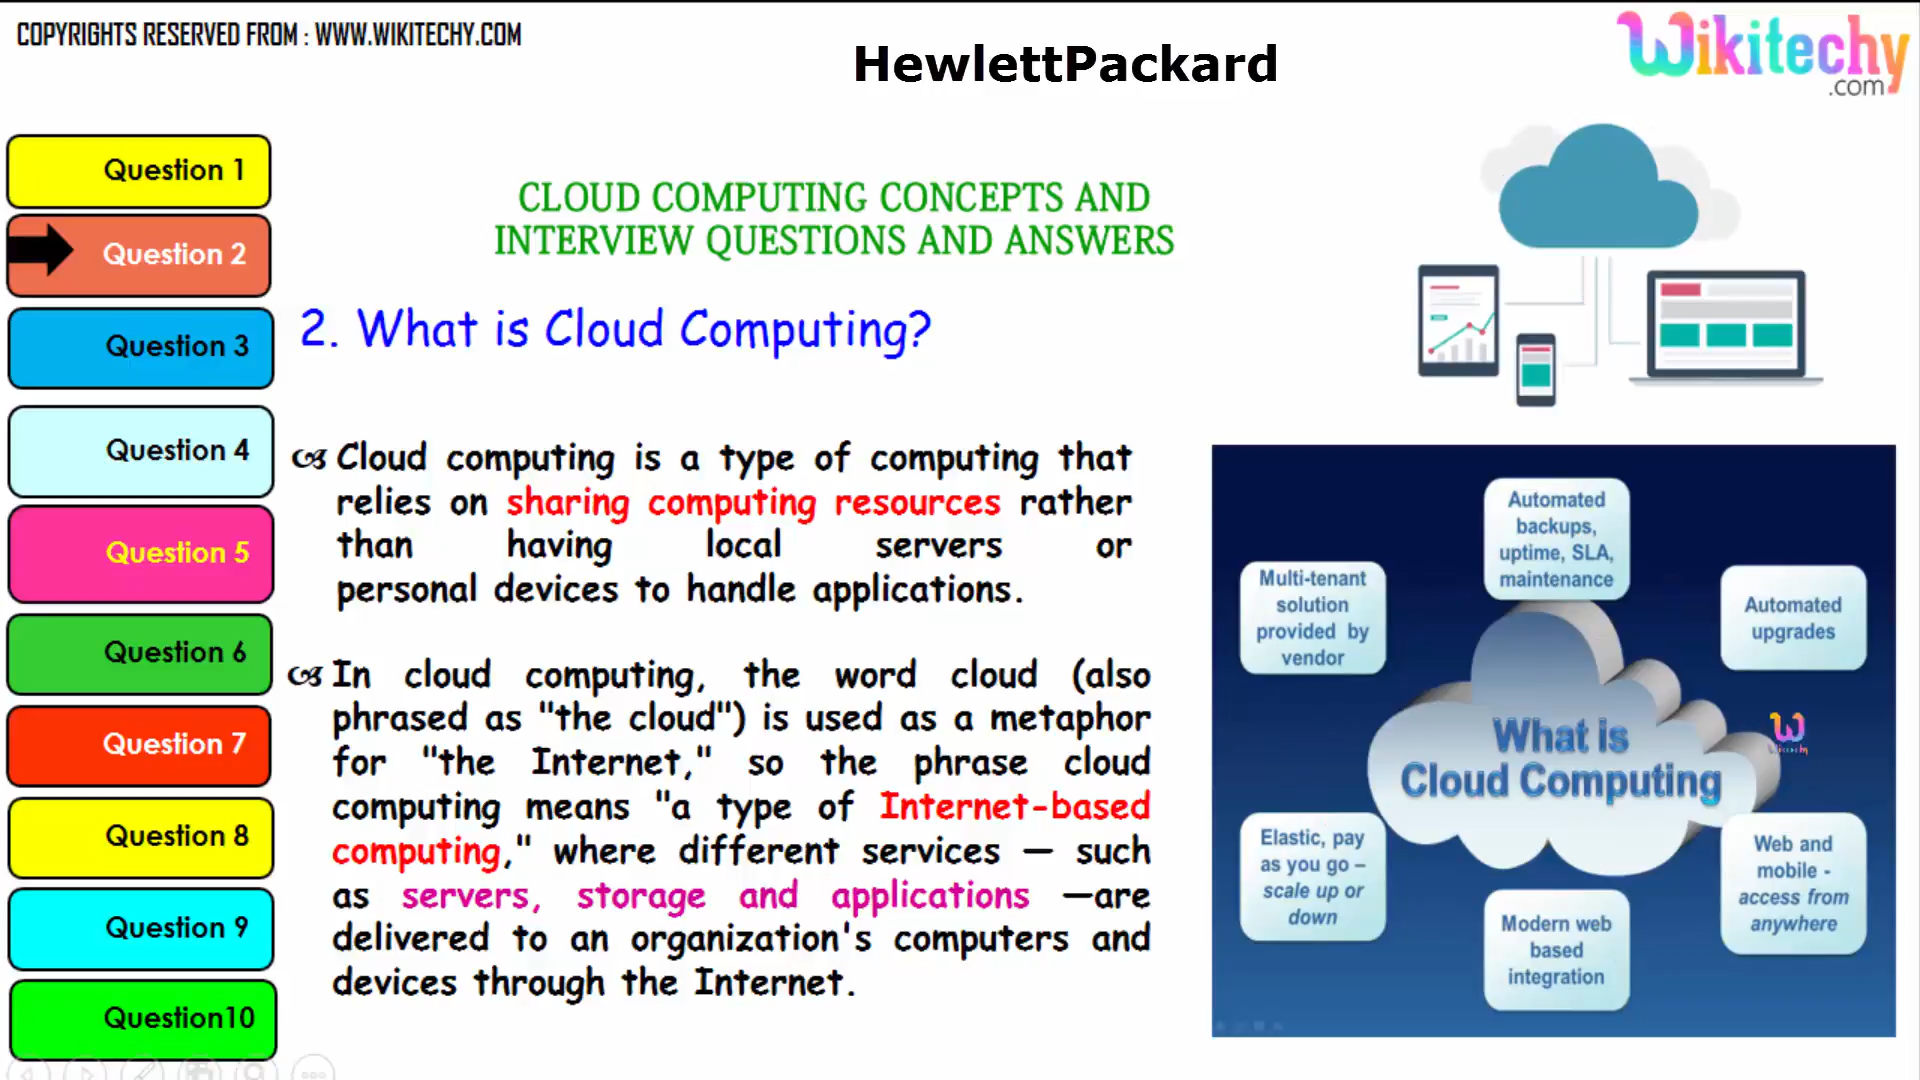 COPYRIGHTS RESERVED FROM : WWW.WIKITECHY.COM
HewlettPackard
Wikitechy
.com
Question 1
Question 2
Question 3
Question 4
Question 5
Question 6
Question 7
Question 8
Question 9
Question10
CLOUD COMPUTING CONCEPTS AND
INTERVIEW QUESTIONS AND ANSWERS
2. What is Cloud Computing?
Cloud computing is a type of computing that
relies on sharing computing resources rather
than having local servers or
personal devices to handle applications.
In cloud computing, the word cloud (also
phrased as "the cloud") is used as a metaphor
for "the Internet," so the phrase cloud
computing means "a type of Internet-based
computing," where different services — such
as servers, storage and applications —are
delivered to an organization's computers and
devices through the Internet.
Automated
backups,
uptime, SLA,
maintenance
Multi-tenant
solution
provided by
vendor
Automated
upgrades
What is
Cloud Computing
Elastic, pay
as you go –
scale up or
down
Modern web
based
integration
Web and
mobile -
access from
anywhere